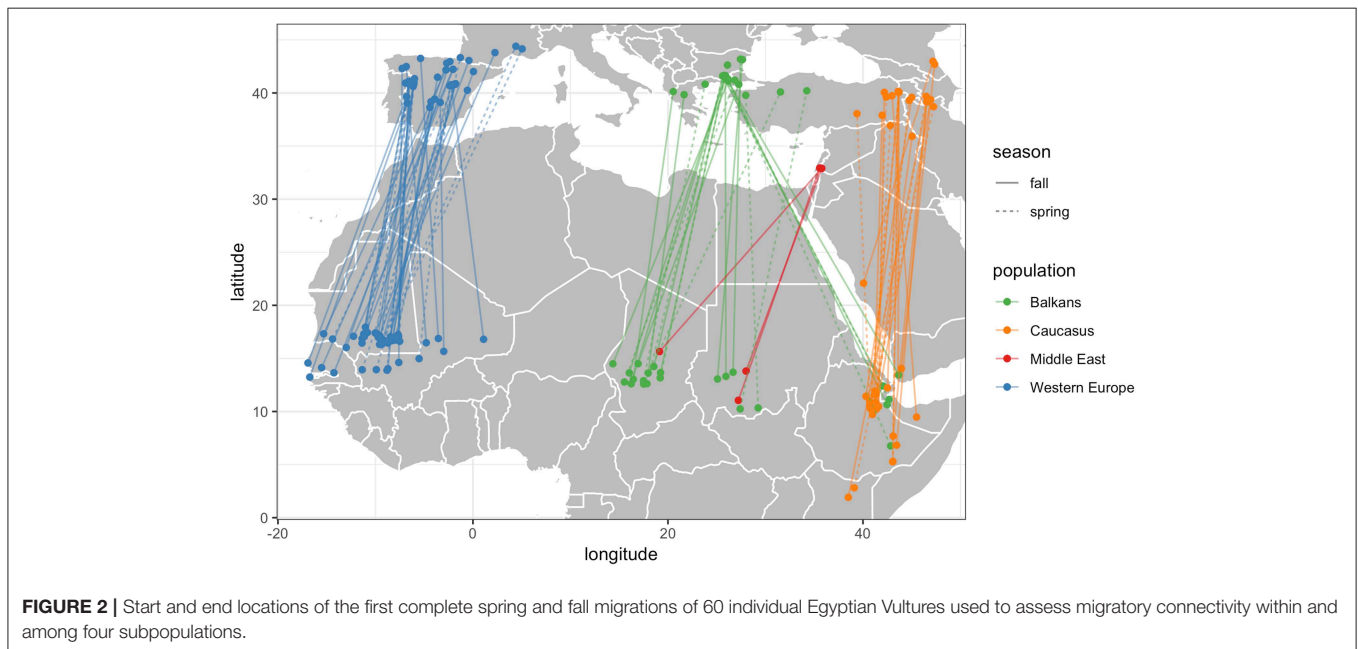 40
30
20
10
0
latitude
-20
0
20
40
longitude
season
fall
spring
population
Balkans
Caucasus
Middle East
Western Europe
FIGURE 2 | Start and end locations of the first complete spring and fall migrations of 60 individual Egyptian Vultures used to assess migratory connectivity within and
among four subpopulations.